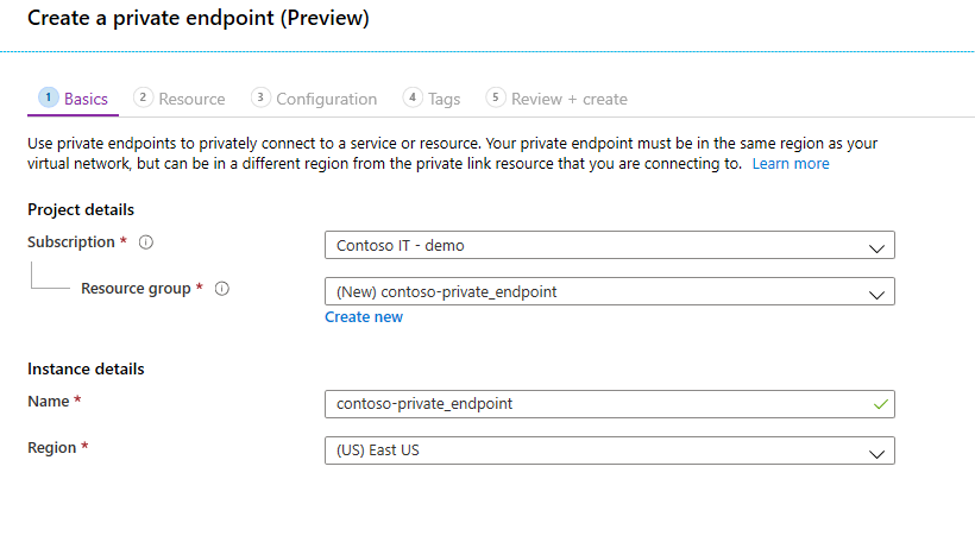 Create a private endpoint (Preview)
1 Basics 2 Resource 3 Configuration 4 Tags 5 Review + create
Use private endpoints to privately connect to a service or resource. Your private endpoint must be in the same region as your
virtual network, but can be in a different region from the private link resource that you are connecting to. Learn more
Project details
Subscription *
Contoso IT - demo
Resource group *
(New) contoso-private_endpoint
Create new
Instance details
Name *
contoso-private_endpoint
Region *
(US) East US